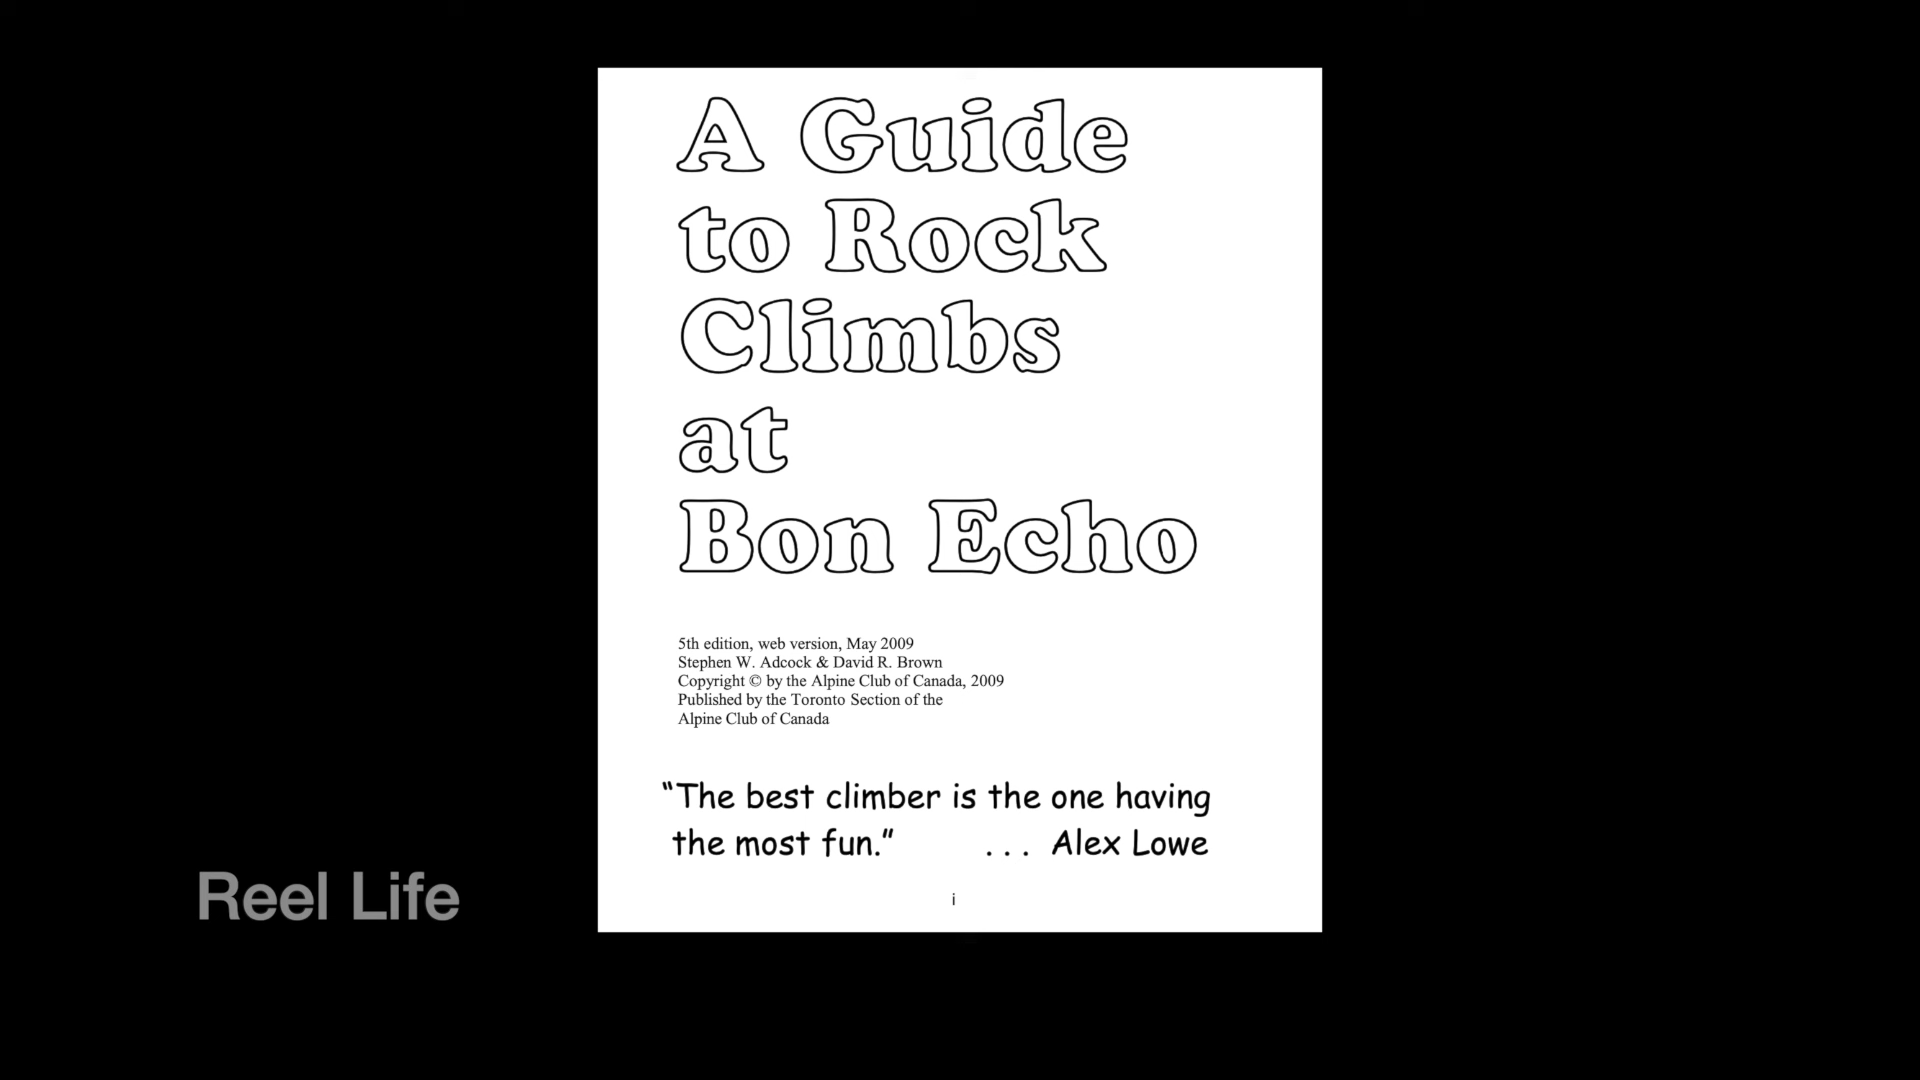 A Guide
to Rock
Climbs
at
Bon Echo
5th edition, web version, May 2009
Stephen W. Adcock & David R. Brown
Copyright © by the Alpine Club of Canada, 2009
Published by the Toronto Section of the
Alpine Club of Canada
“The best climber is the one having
the most fun.” . . . Alex Lowe
i
Reel Life